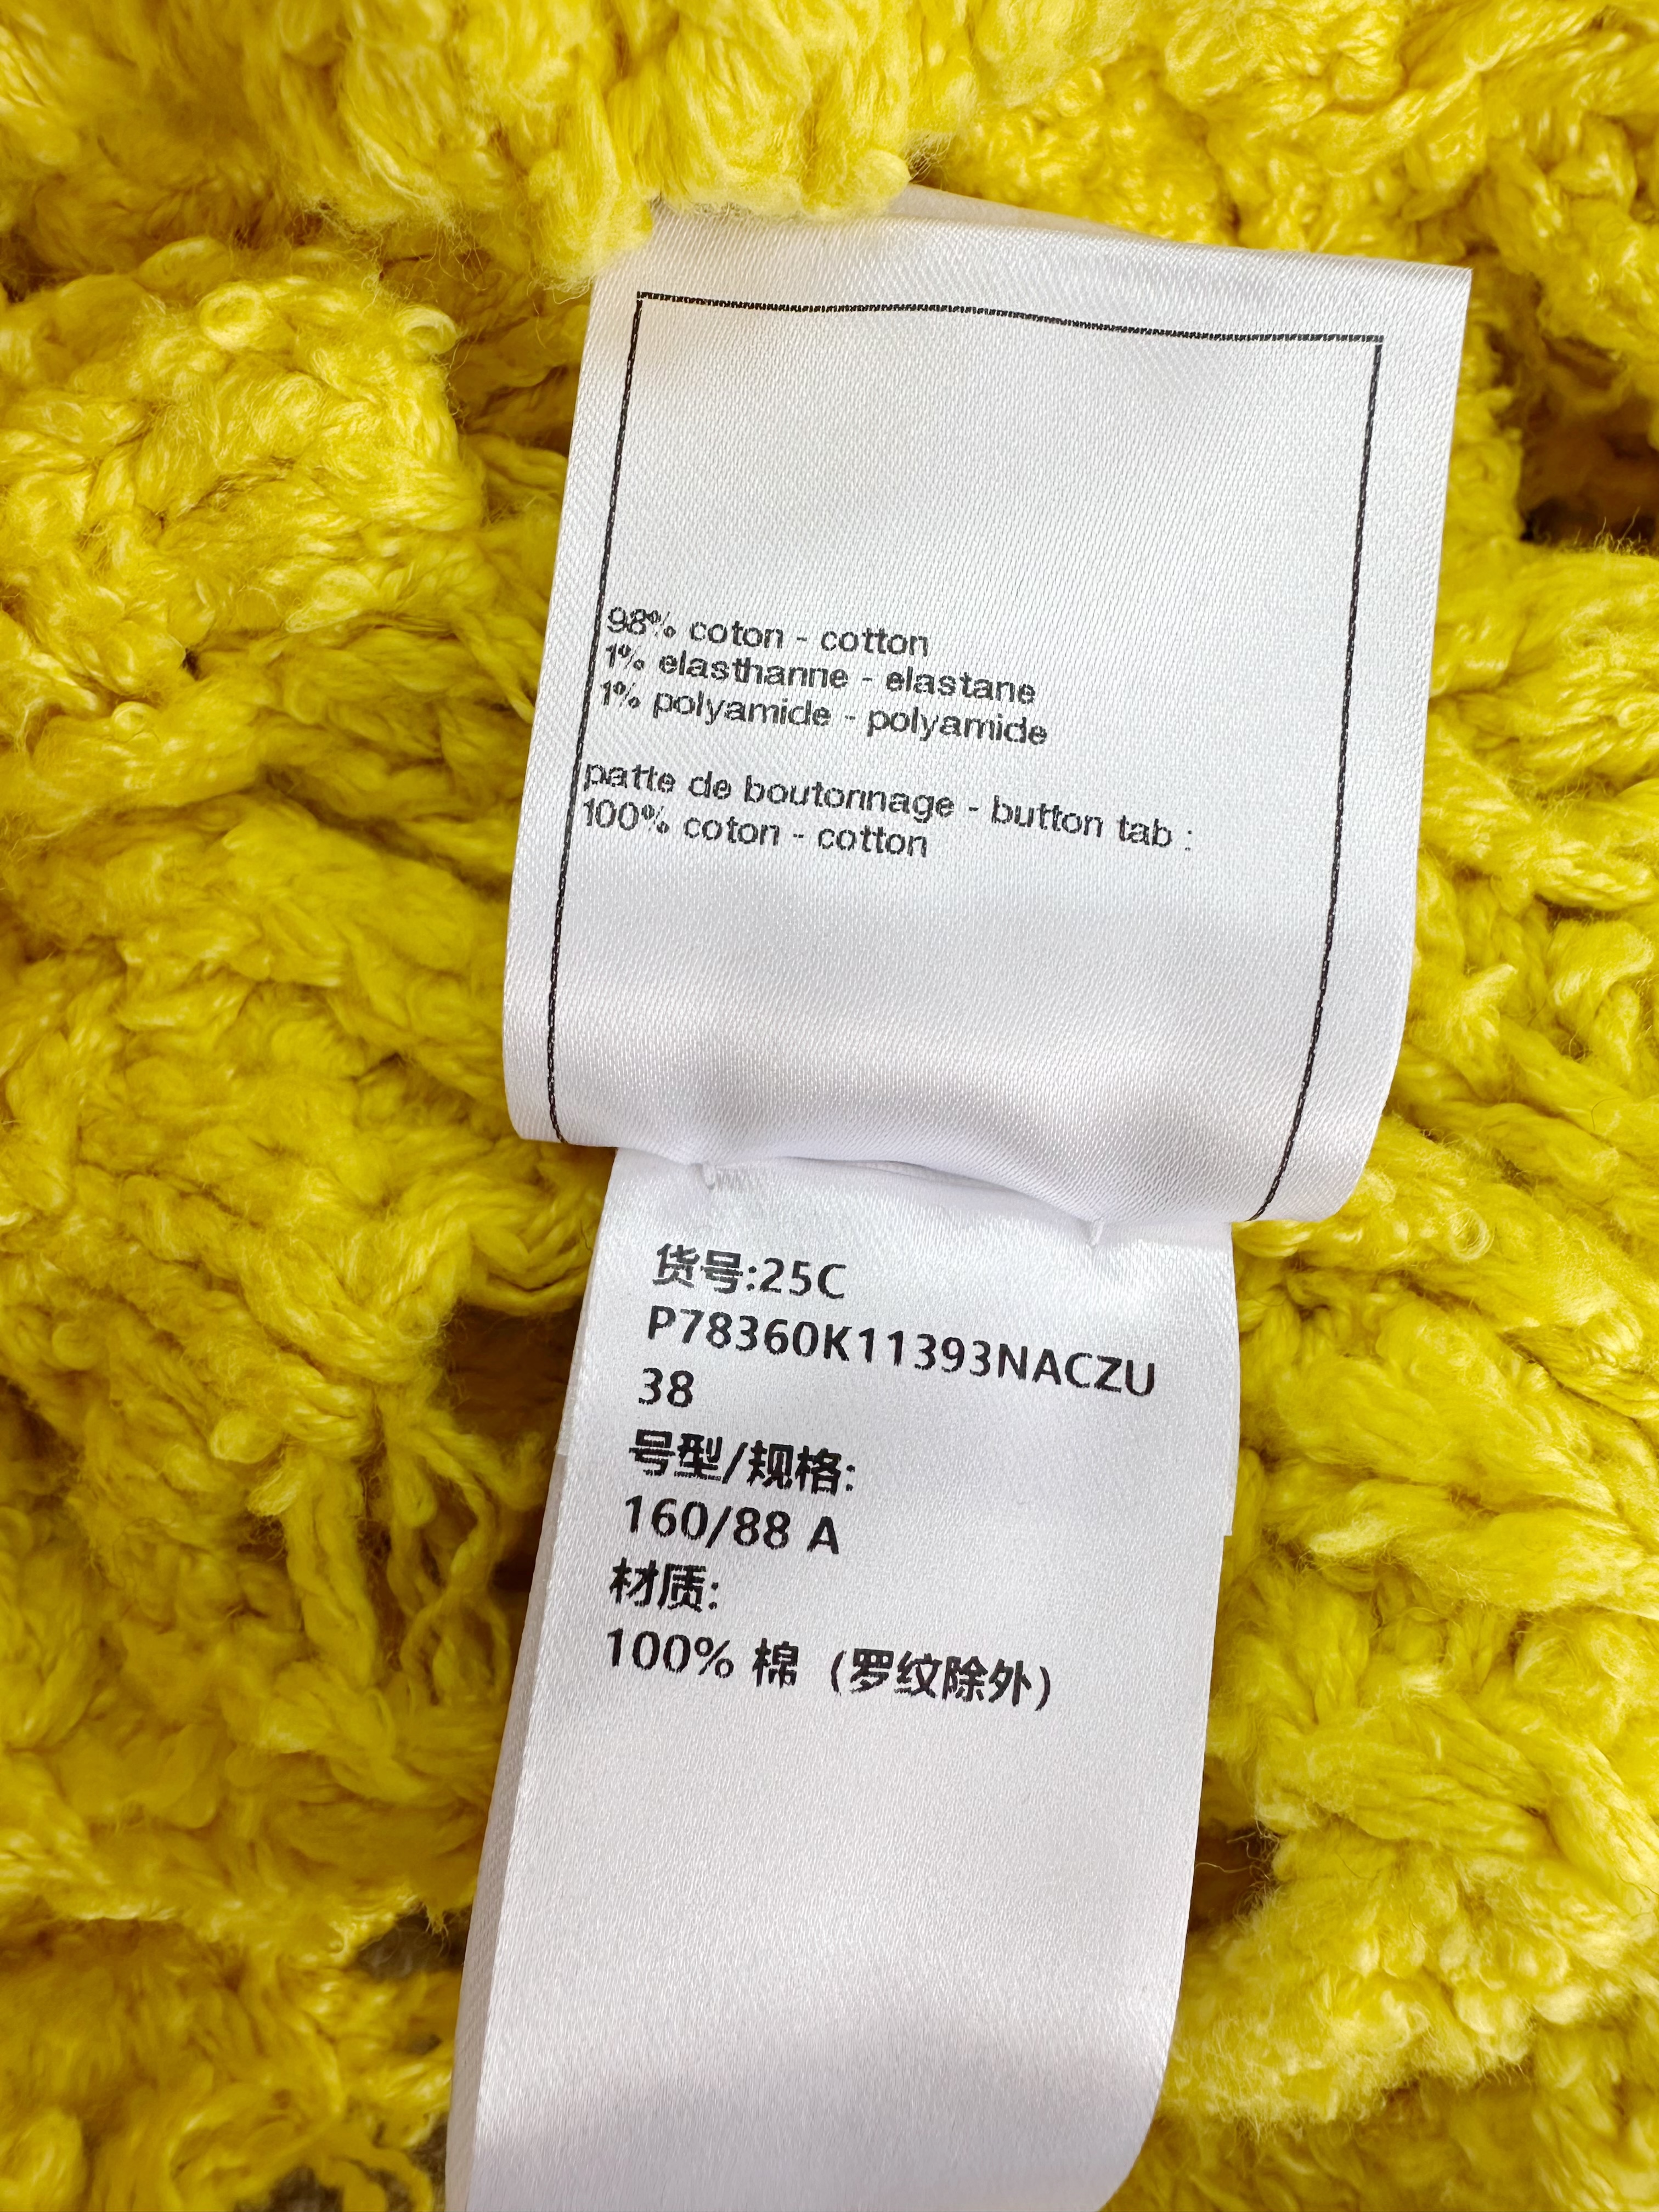 98% coton - cotton
1% elasthanne - elastane
1% polyamide - polyamide
patte de boutonnage - button tab :
100% coton - cotton
货号:25C
P78360K11393NACZU
38
号型/规格:
160/88 A
材质:
100% 棉（罗纹除外）